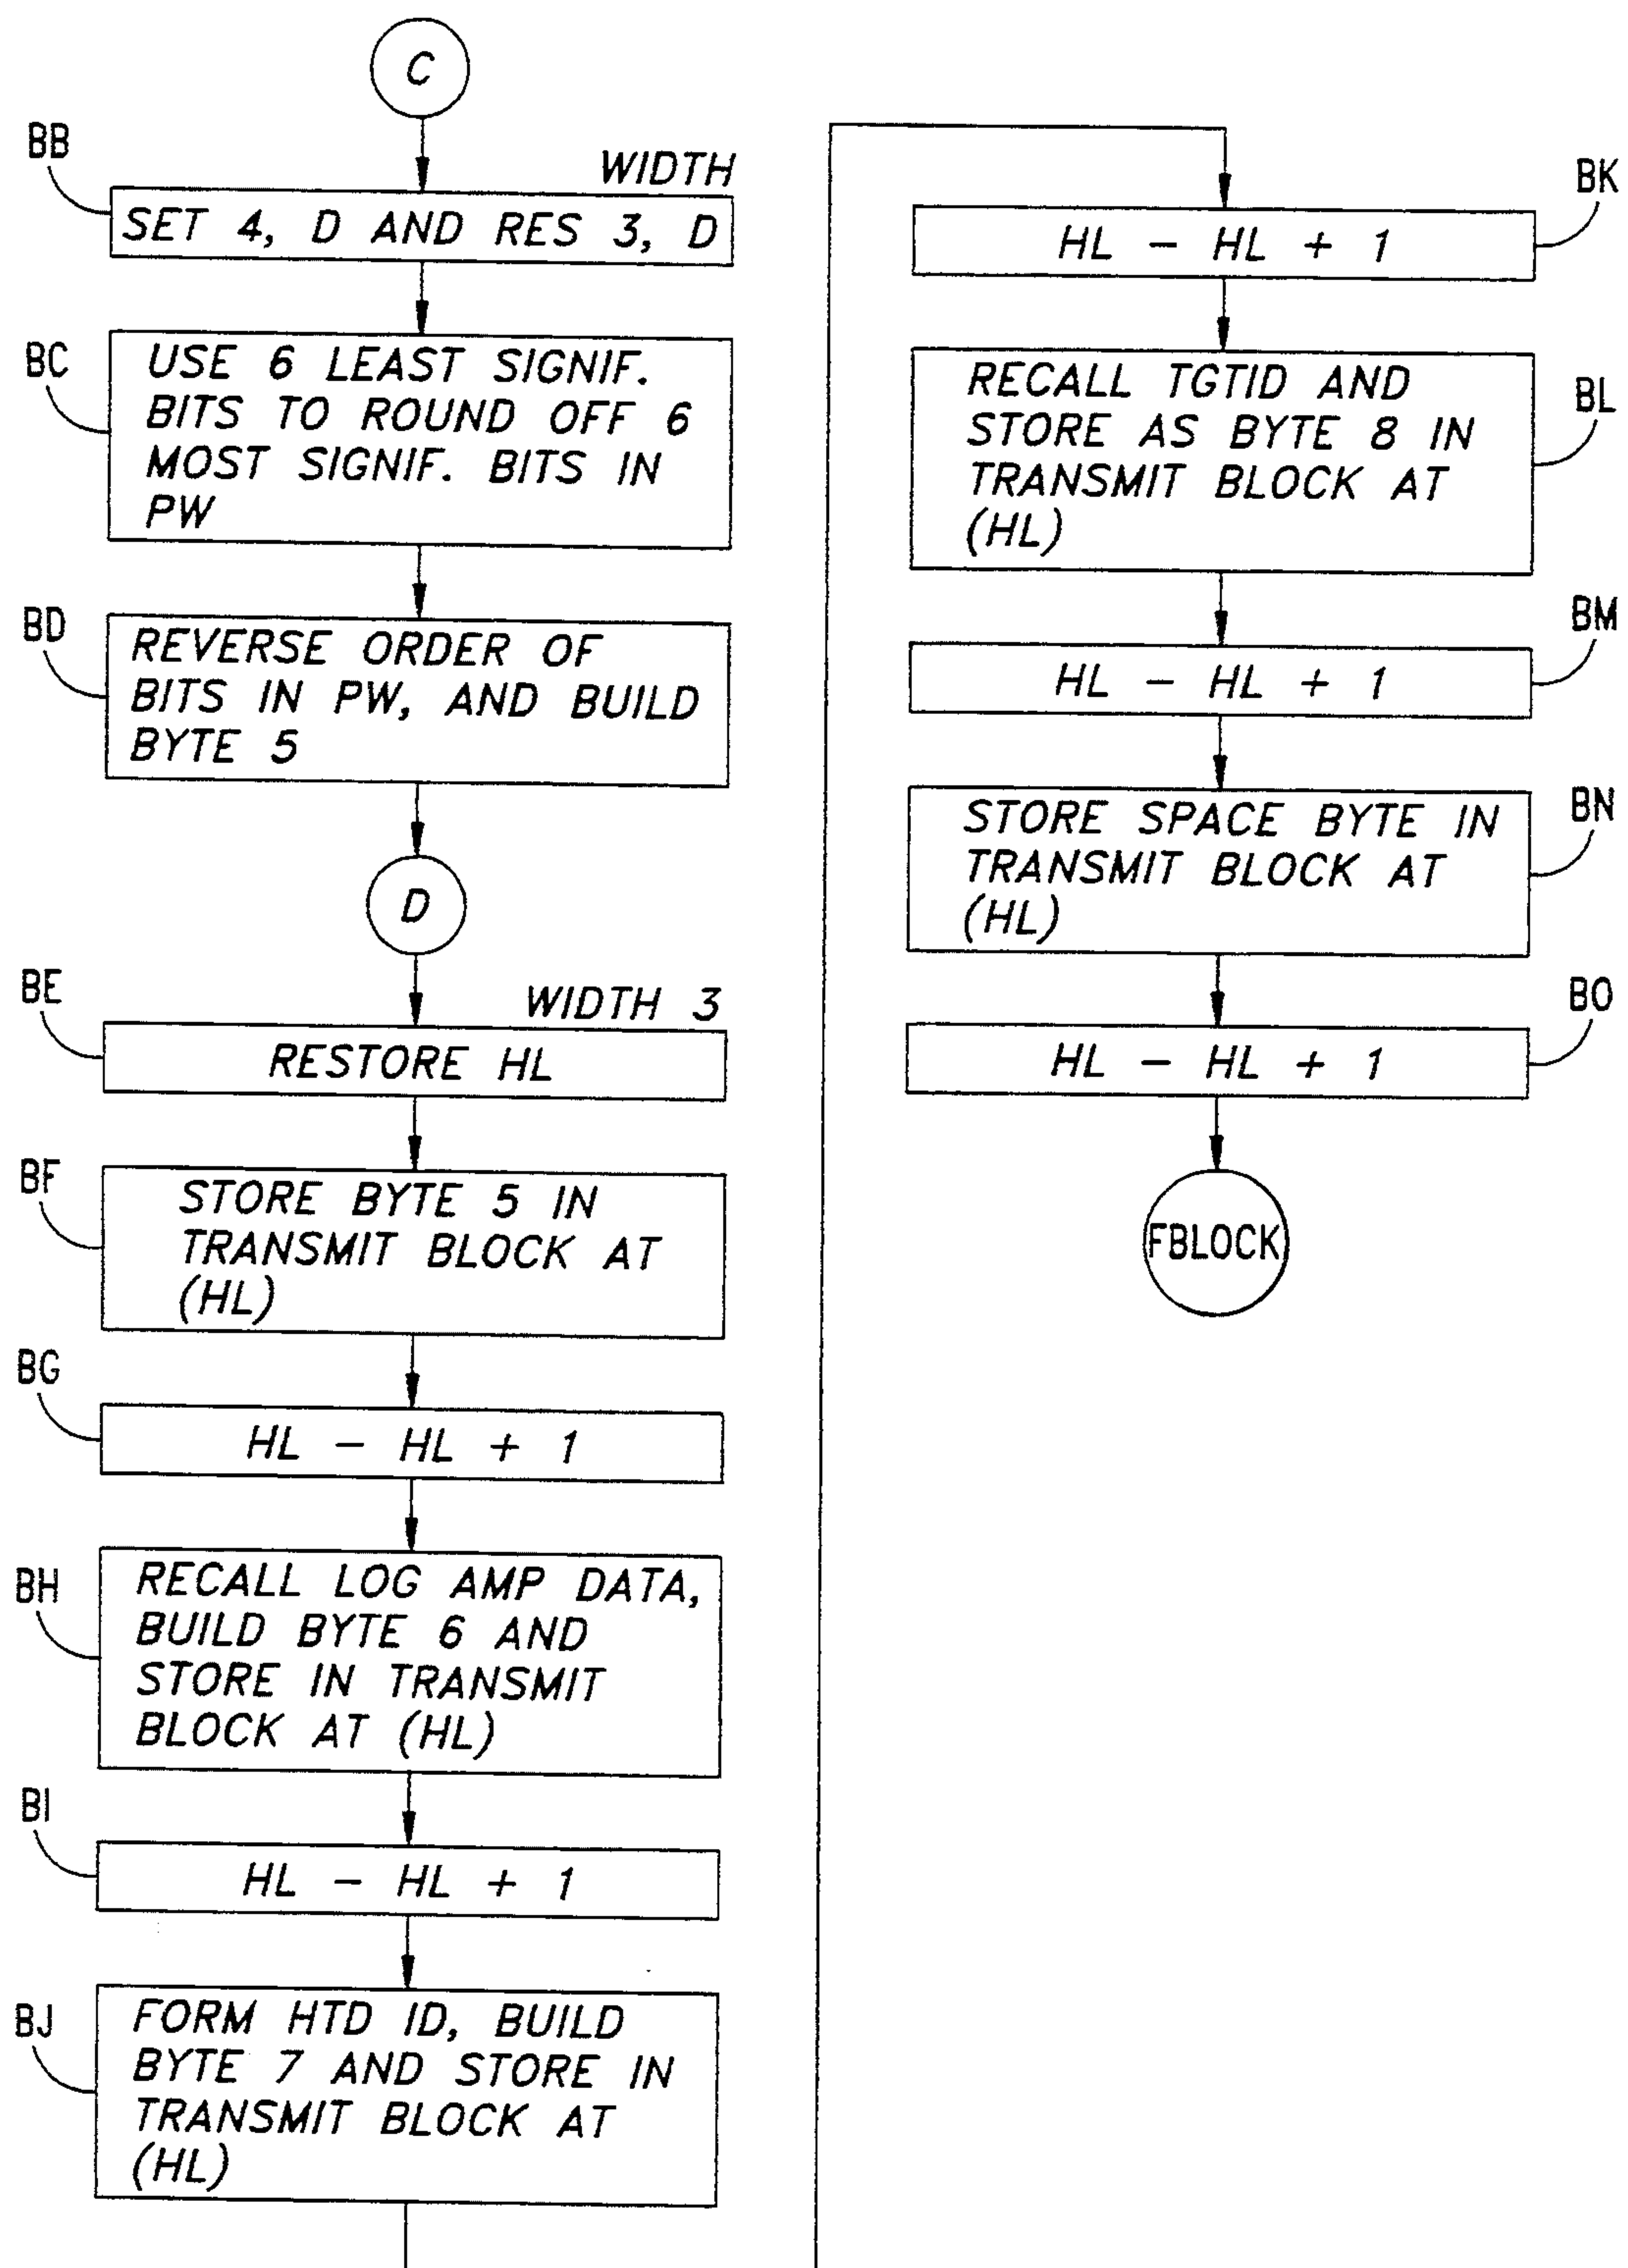 C
BB
WIDTH
SET 4, D AND RES 3, D
BC
USE 6 LEAST SIGNIF.
BITS TO ROUND OFF 6
MOST SIGNIF. BITS IN
PW
BD
REVERSE ORDER OF
BITS IN PW, AND BUILD
BYTE 5
D
BE
WIDTH 3
RESTORE HL
BF
STORE BYTE 5 IN
TRANSMIT BLOCK AT
(HL)
BG
HL - HL + 1
BH
RECALL LOG AMP DATA,
BUILD BYTE 6 AND
STORE IN TRANSMIT
BLOCK AT (HL)
BI
HL - HL + 1
BJ
FORM HTD ID, BUILD
BYTE 7 AND STORE IN
TRANSMIT BLOCK AT
(HL)
BK
HL - HL + 1
BL
RECALL TGTID AND
STORE AS BYTE 8 IN
TRANSMIT BLOCK AT
(HL)
BM
HL - HL + 1
BN
STORE SPACE BYTE IN
TRANSMIT BLOCK AT
(HL)
BO
HL - HL + 1
FBLOCK